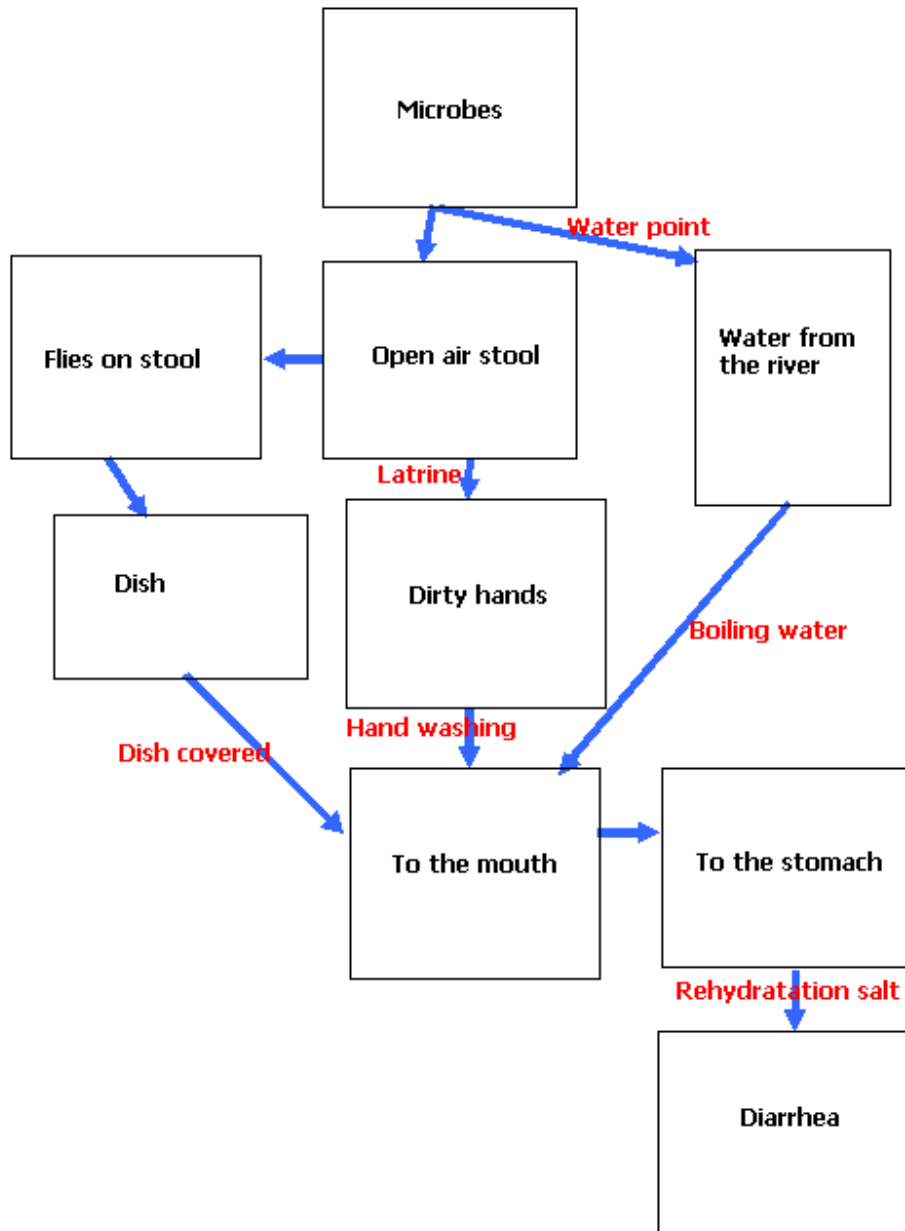 Microbes
Water point
Flies on stool
Open air stool
Water from
the river
Latrine
Dish
Dirty hands
Boiling water
Dish covered
Hand washing
To the mouth
To the stomach
Rehydratation salt
Diarrhea